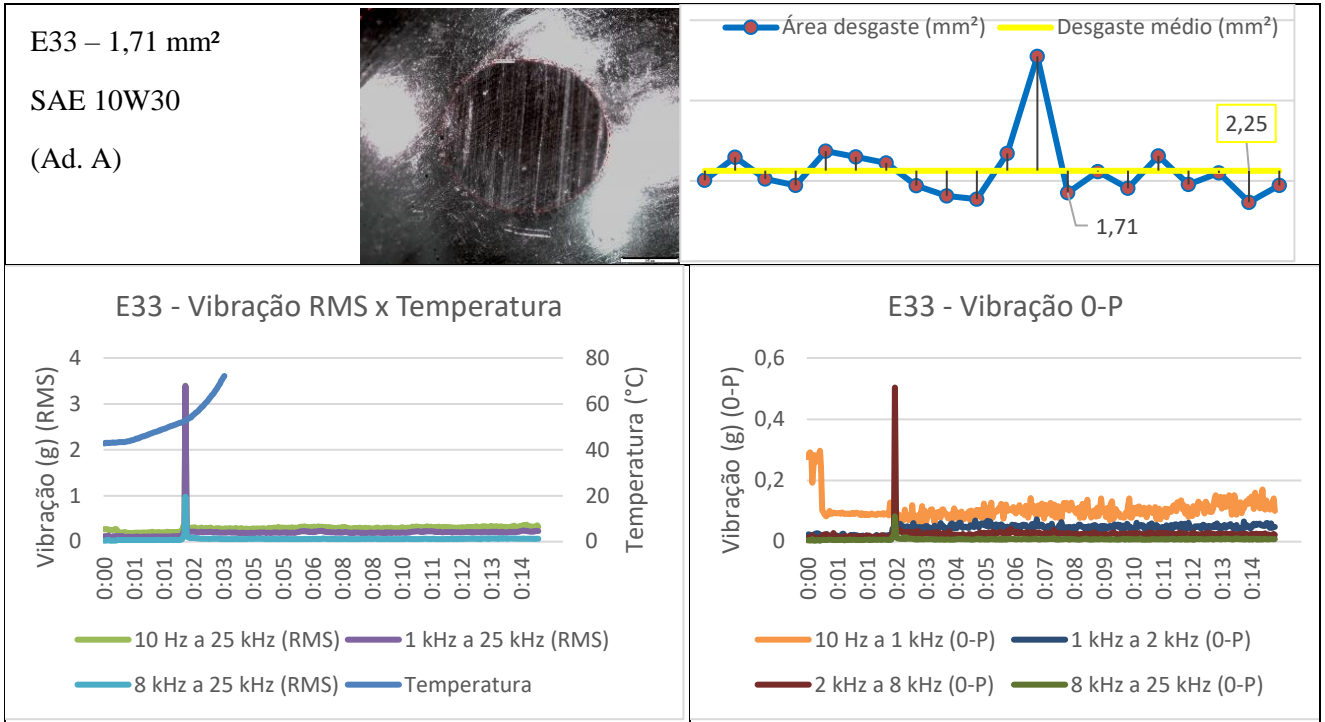 E33 – 1,71 mm²
SAE 10W30
(Ad. A)
Área desgaste (mm²) Desgaste médio (mm²)
2,25
1,71
E33 - Vibração RMS x Temperatura
Vibração (g) (RMS)
4
3
2
1
0
80
60
40
20
0
Temperatura (°C)
0:00 0:01 0:01 0:02 0:03 0:04 0:05 0:05 0:06 0:08 0:08 0:10 0:11 0:12 0:14
10 Hz a 25 kHz (RMS) 1 kHz a 25 kHz (RMS)
8 kHz a 25 kHz (RMS) Temperatura
E33 - Vibração 0-P
Vibração (g) (0-P)
0,6
0,4
0,2
0
0:00 0:01 0:01 0:02 0:03 0:04 0:05 0:06 0:07 0:08 0:09 0:10 0:11 0:12 0:14
10 Hz a 1 kHz (0-P) 1 kHz a 2 kHz (0-P)
2 kHz a 8 kHz (0-P) 8 kHz a 25 kHz (0-P)